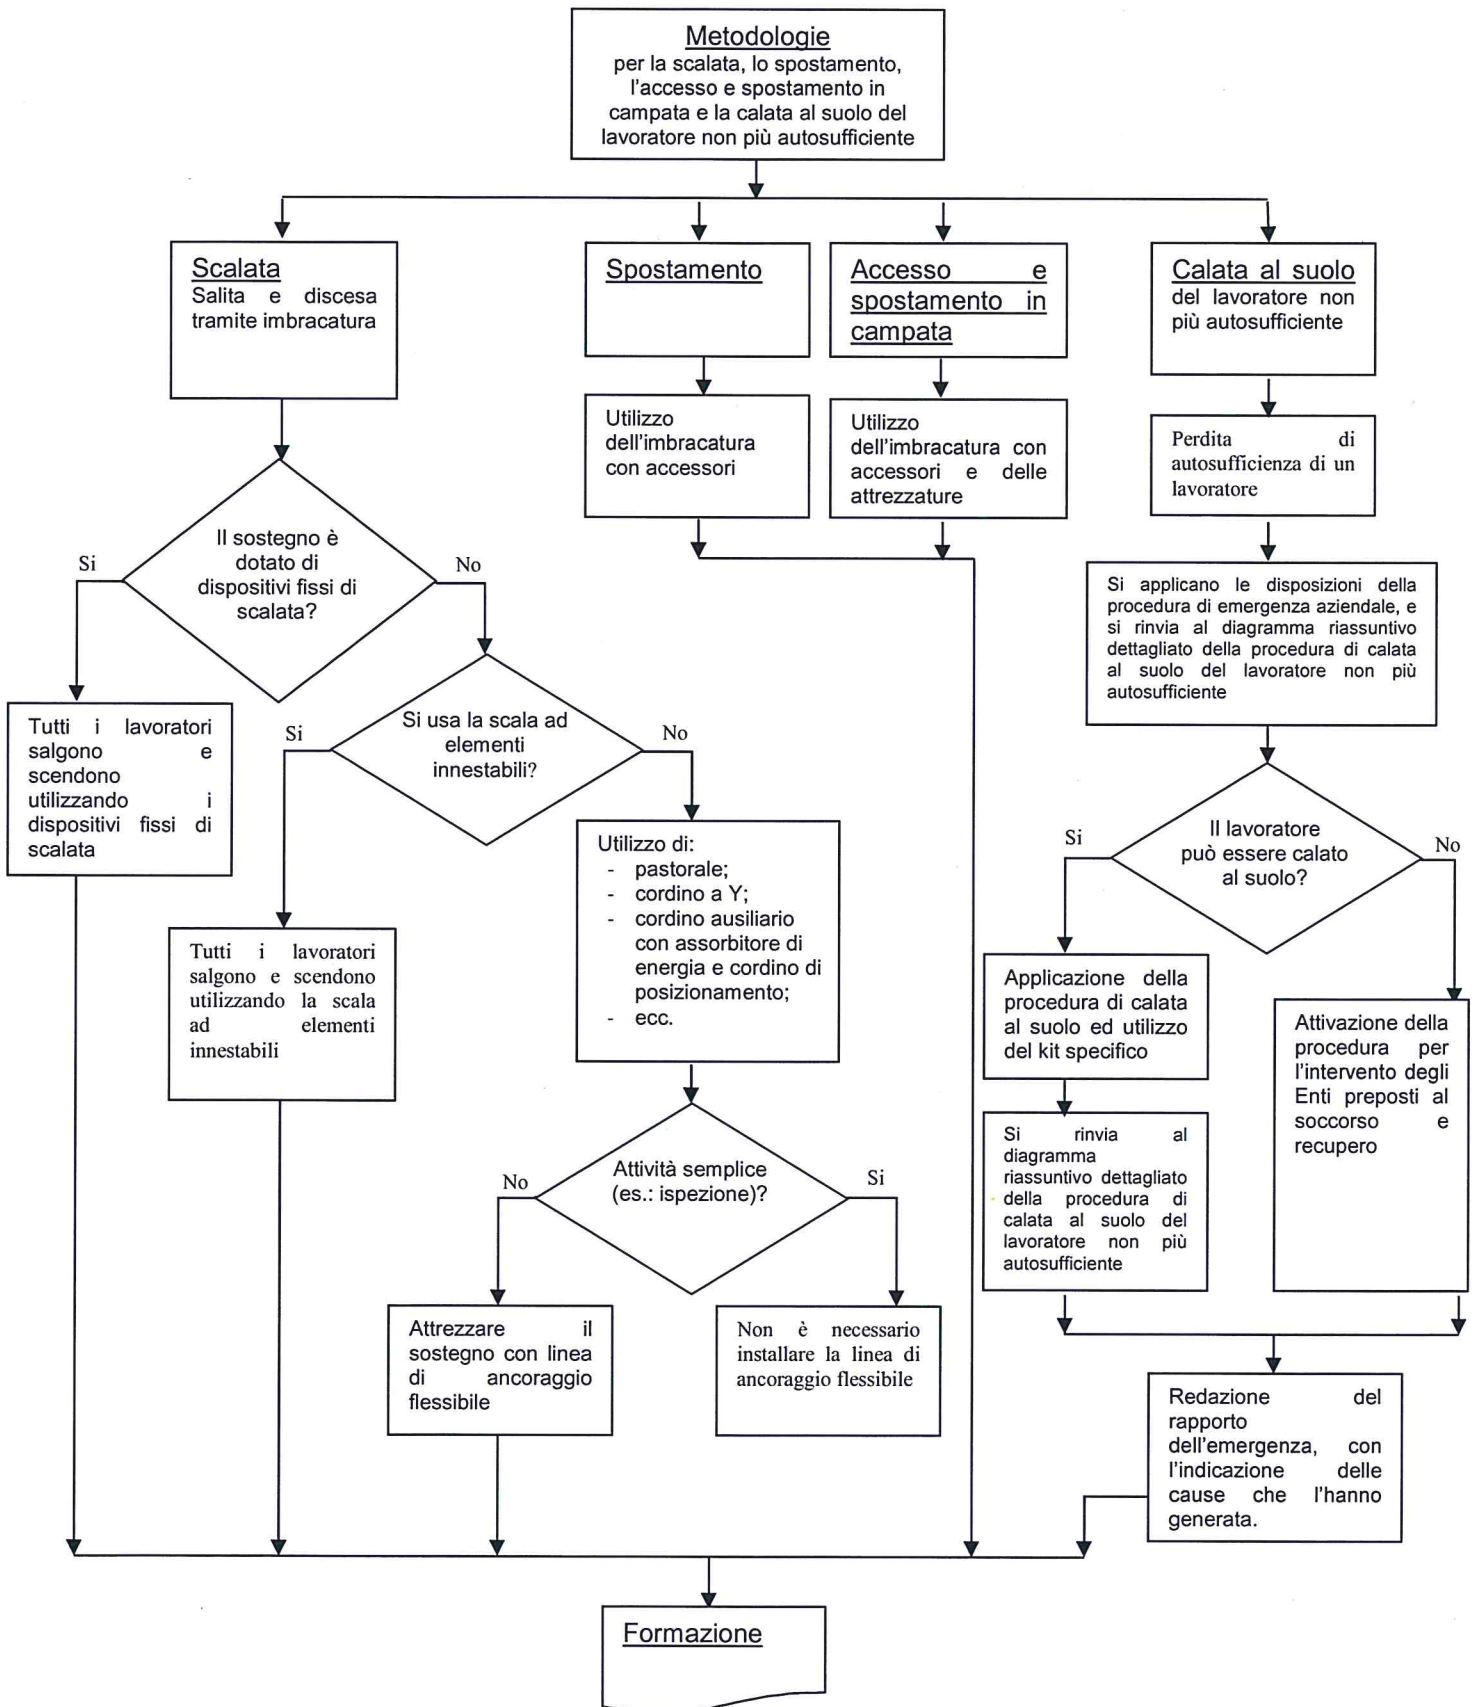 Metodologie
per la scalata, lo spostamento,
l'accesso e spostamento in
campata e la calata al suolo del
lavoratore non più autosufficiente
Scalata
Salita e discesa
tramite imbracatura
Spostamento
Accesso e
spostamento in
campata
Calata al suolo
del lavoratore non
più autosufficiente
Utilizzo
dell'imbracatura
con accessori
Utilizzo
dell'imbracatura con
accessori e delle
attrezzature
Perdita di
autosufficienza di un
lavoratore
Il sostegno è
dotato di
dispositivi fissi di
scalata?
Si
No
Si applicano le disposizioni della
procedura di emergenza aziendale, e
si rinvia al diagramma riassuntivo
dettagliato della procedura di calata
al suolo del lavoratore non più
autosufficiente
Tutti i lavoratori
salgono e
scendono
utilizzando i
dispositivi fissi di
scalata
Si usa la scala ad
elementi
innestabili?
Si
No
Il lavoratore
può essere calato
al suolo?
Si
No
Utilizzo di:
- pastorale;
- cordino a Y;
- cordino ausiliario
con assorbitore di
energia e cordino di
posizionamento;
- ecc.
Tutti i lavoratori
salgono e scendono
utilizzando la scala
ad elementi
innestabili
Applicazione della
procedura di calata
al suolo ed utilizzo
del kit specifico
Attivazione della
procedura per
l'intervento degli
Enti preposti al
soccorso e
recupero
Si rinvia al
diagramma
riassuntivo dettagliato
della procedura di
calata al suolo del
lavoratore non più
autosufficiente
Attività semplice
(es.: ispezione)?
No
Si
Attrezzare il
sostegno con linea
di ancoraggio
flessibile
Non è necessario
installare la linea di
ancoraggio flessibile
Redazione del
rapporto
dell'emergenza, con
l'indicazione delle
cause che l'hanno
generata.
Formazione